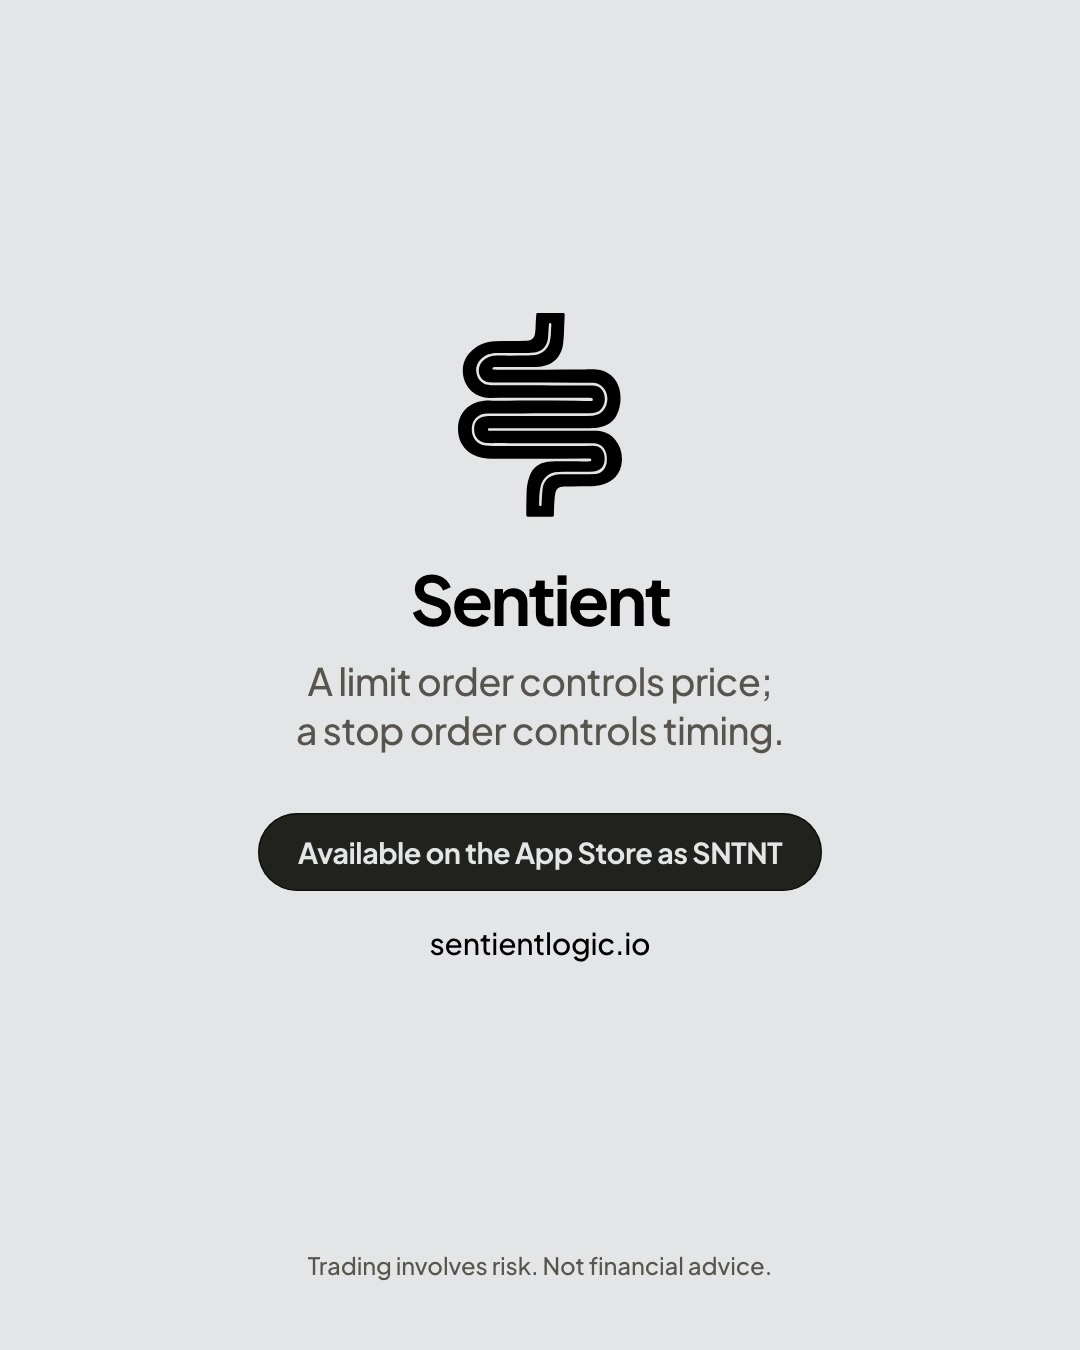 Sentient
A limit order controls price;
a stop order controls timing.
Available on the App Store as SNTNT
sentientlogic.io
Trading involves risk. Not financial advice.